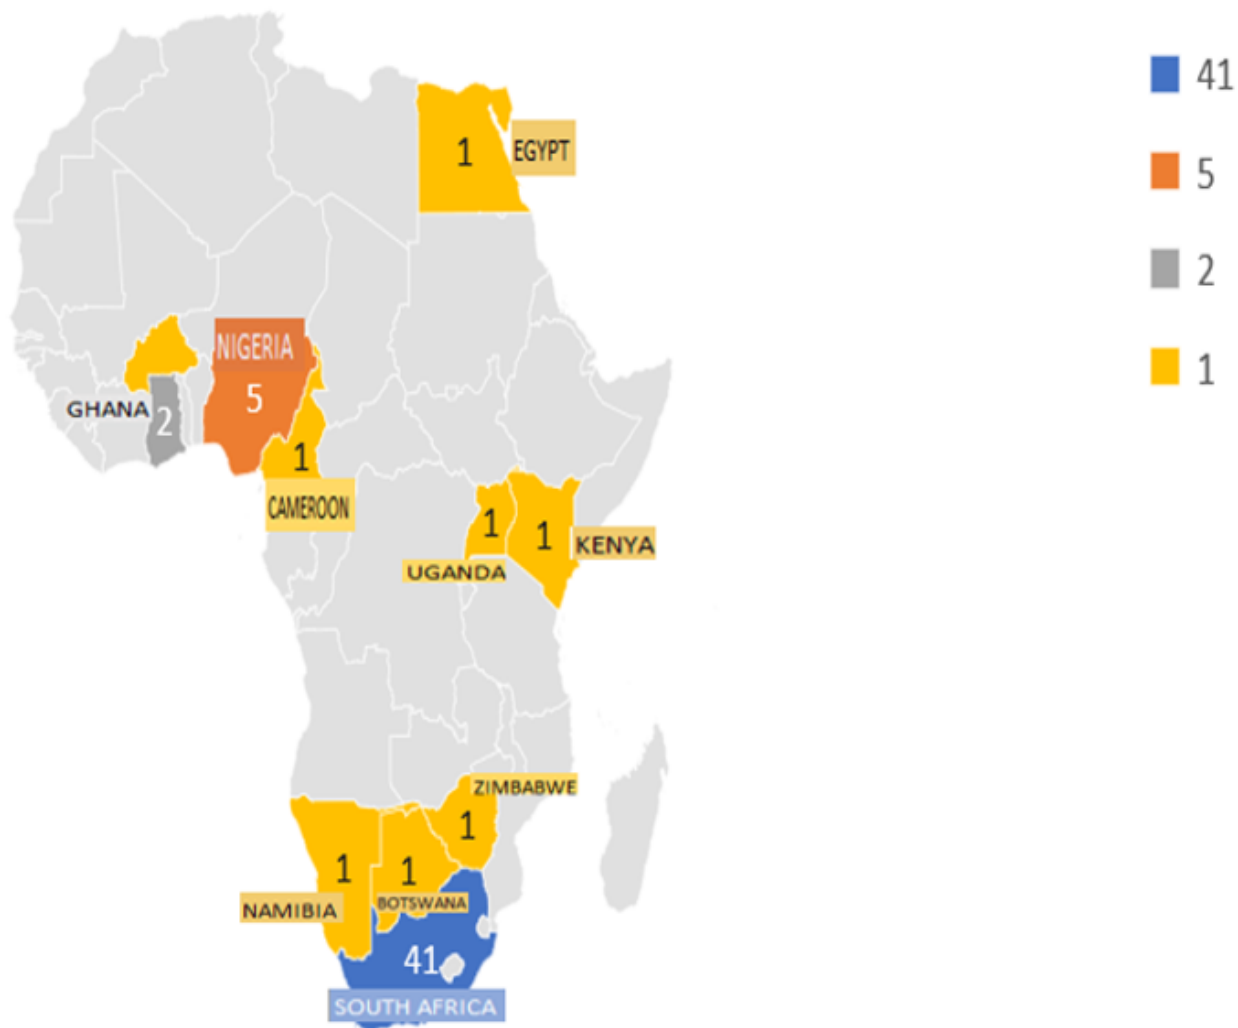 41
5
2
1
1
EGYPT
NIGERIA
5
GHANA
2
1
CAMEROON
1
1
KENYA
UGANDA
ZIMBABWE
1
1
1
BOTSWANA
NAMIBIA
41
SOUTH AFRICA